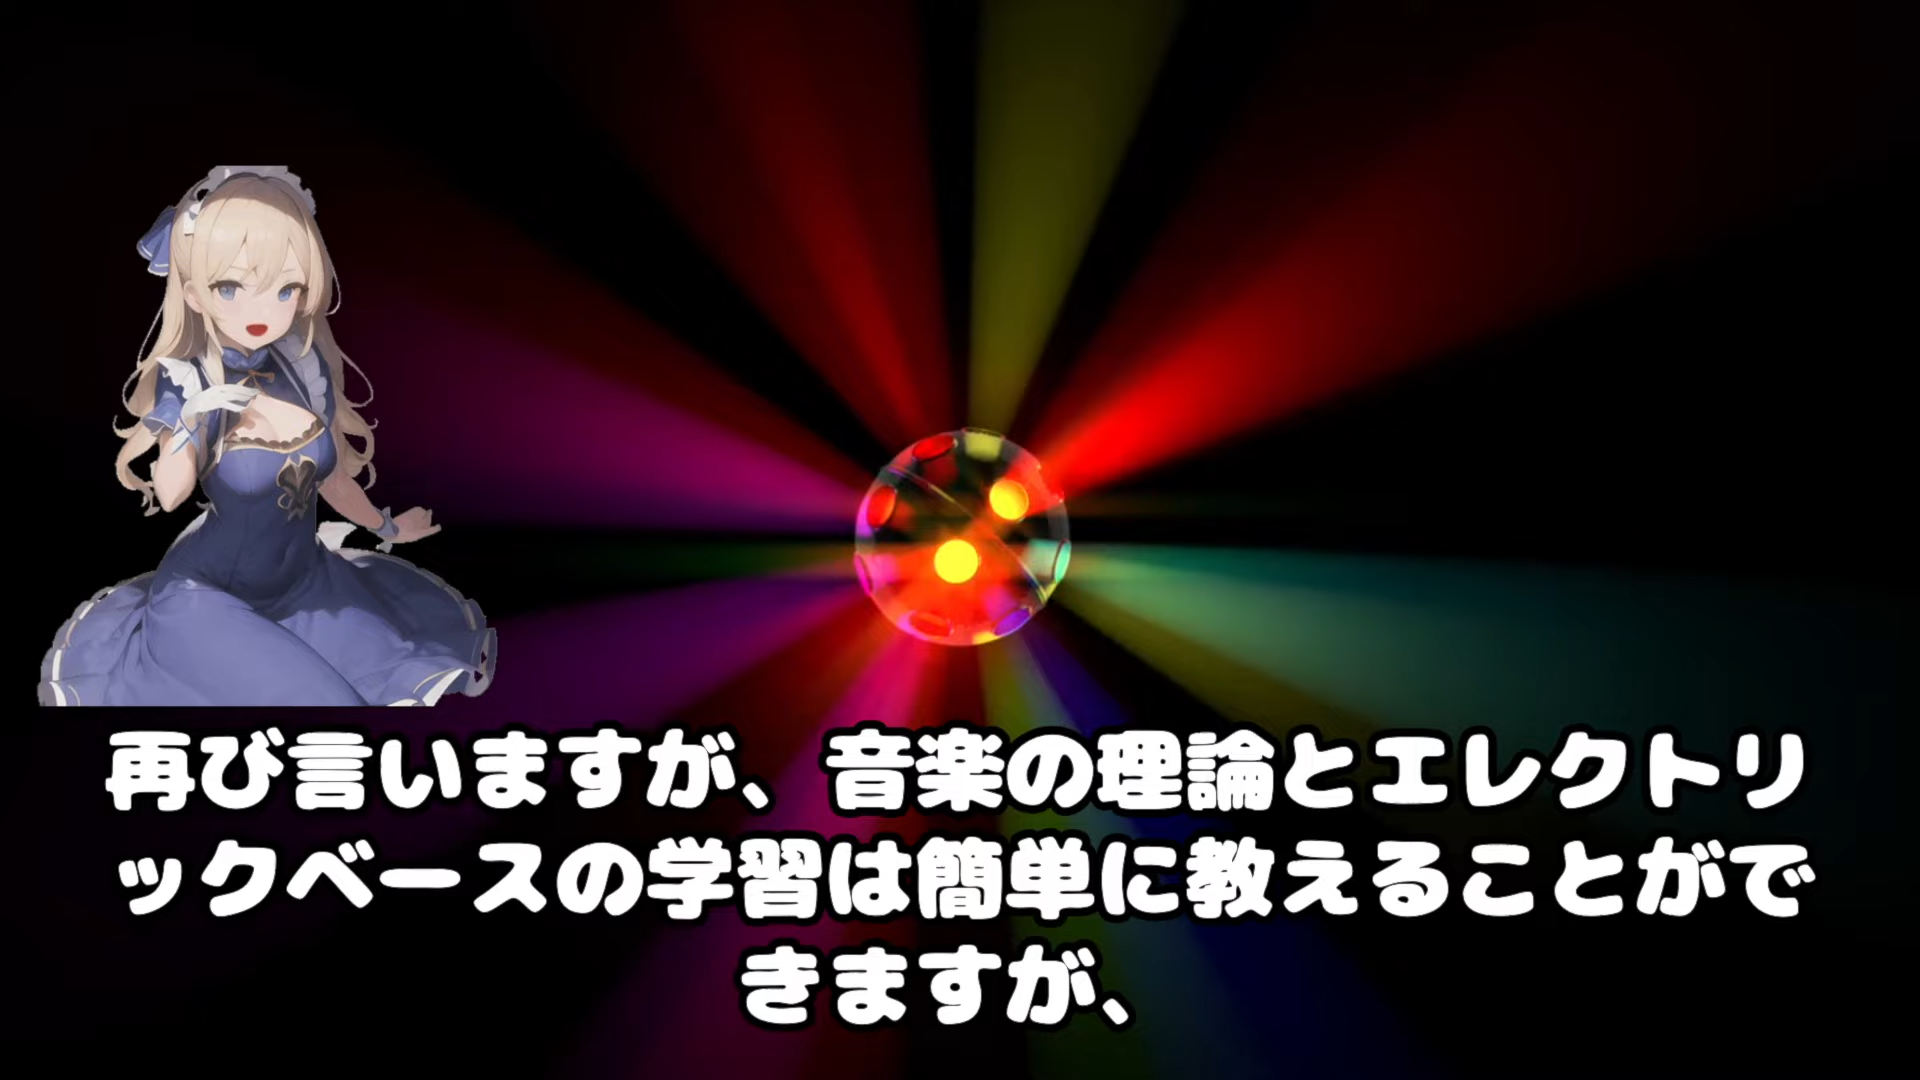 再び言いますが、音楽の理論とエレクトリ
ックベースの学習は簡単に教えることがで
きますが、